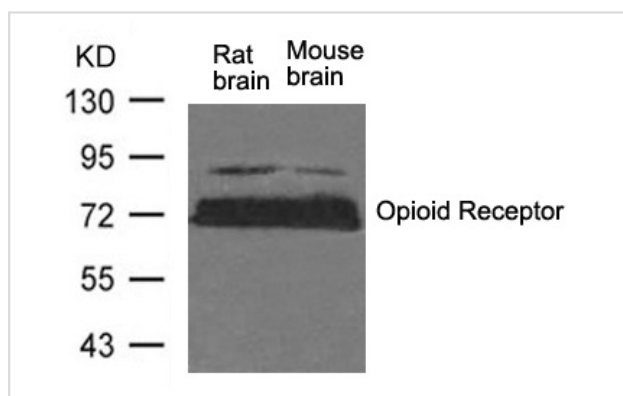 KD
Rat
brain
Mouse
brain
130
95
72
Opioid Receptor
55
43